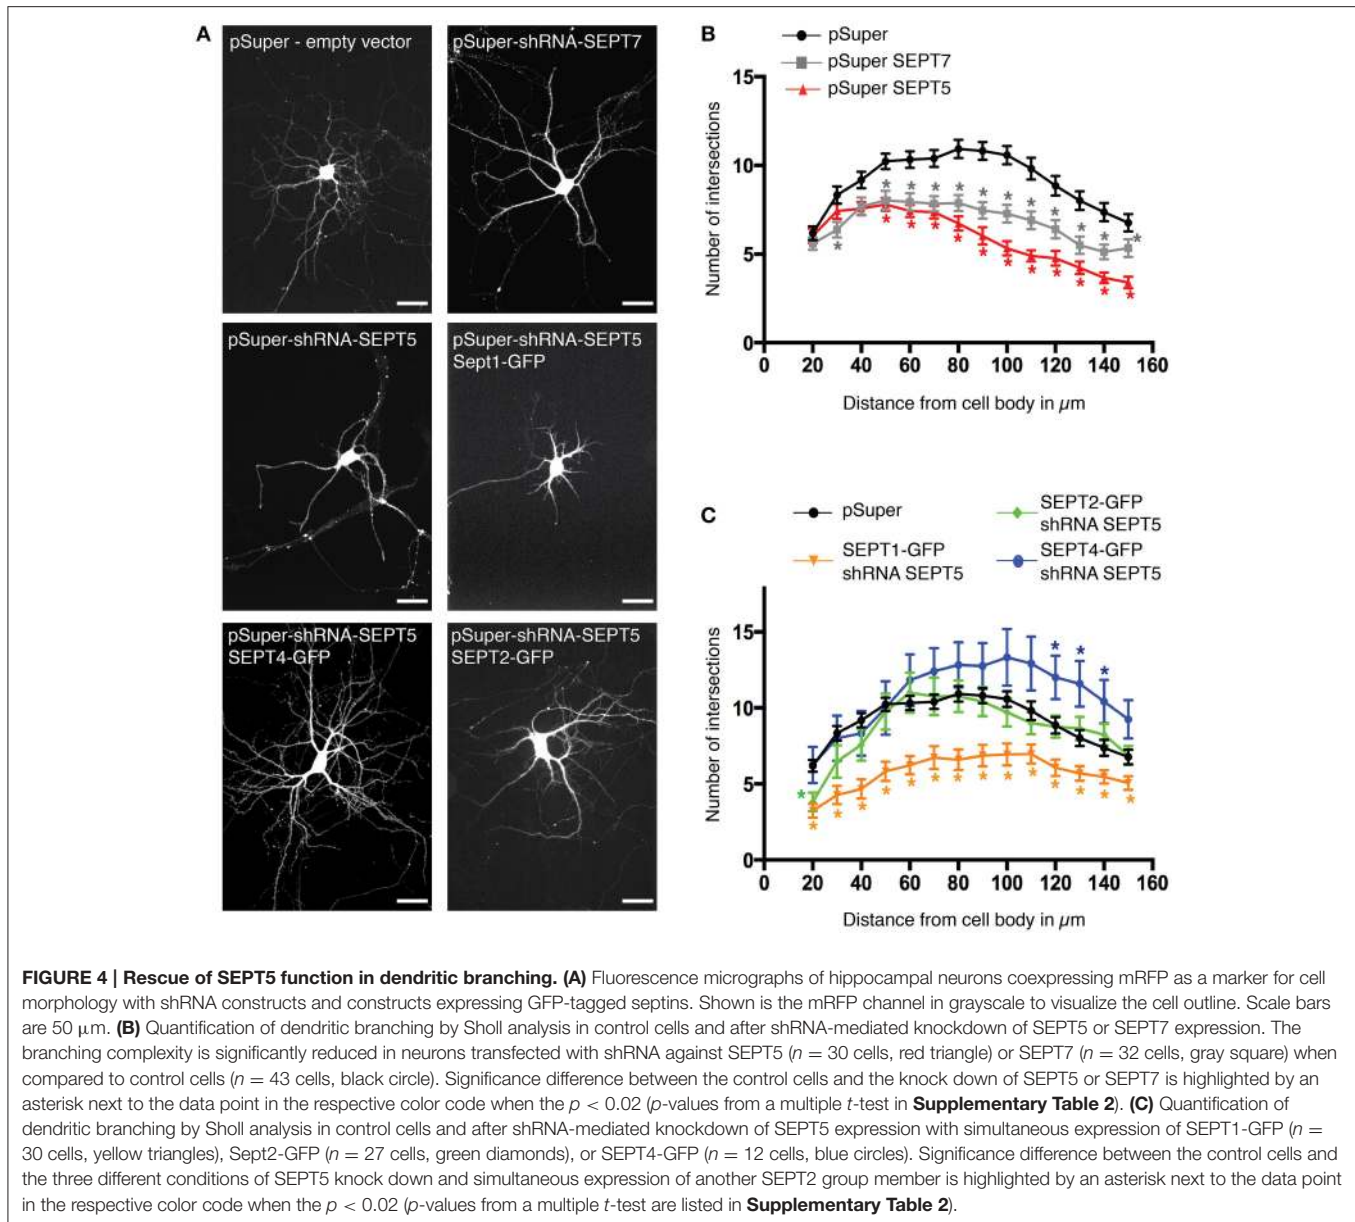 A
pSuper - empty vector
pSuper-shRNA-SEPT7
pSuper-shRNA-SEPT5
pSuper-shRNA-SEPT5
Sept1-GFP
pSuper-shRNA-SEPT5
SEPT4-GFP
pSuper-shRNA-SEPT5
SEPT2-GFP
B
pSuper
pSuper SEPT7
pSuper SEPT5
15
10
5
0
Number of intersections
* * * * * * * * * * * *
* * * * * * * * * * *
0 20 40 60 80 100 120 140 160
Distance from cell body in µm
C
pSuper
SEPT2-GFP
shRNA SEPT5
SEPT1-GFP
shRNA SEPT5
SEPT4-GFP
shRNA SEPT5
15
10
5
0
Number of intersections
* * *
*
* * * * * * * * * * * * * *
0 20 40 60 80 100 120 140 160
Distance from cell body in µm
FIGURE 4 | Rescue of SEPT5 function in dendritic branching. (A) Fluorescence micrographs of hippocampal neurons coexpressing mRFP as a marker for cell
morphology with shRNA constructs and constructs expressing GFP-tagged septins. Shown is the mRFP channel in grayscale to visualize the cell outline. Scale bars
are 50 µm. (B) Quantification of dendritic branching by Sholl analysis in control cells and after shRNA-mediated knockdown of SEPT5 or SEPT7 expression. The
branching complexity is significantly reduced in neurons transfected with shRNA against SEPT5 (n = 30 cells, red triangle) or SEPT7 (n = 32 cells, gray square) when
compared to control cells (n = 43 cells, black circle). Significance difference between the control cells and the knock down of SEPT5 or SEPT7 is highlighted by an
asterisk next to the data point in the respective color code when the p < 0.02 (p-values from a multiple t-test in Supplementary Table 2). (C) Quantification of
dendritic branching by Sholl analysis in control cells and after shRNA-mediated knockdown of SEPT5 expression with simultaneous expression of SEPT1-GFP (n =
30 cells, yellow triangles), Sept2-GFP (n = 27 cells, green diamonds), or SEPT4-GFP (n = 12 cells, blue circles). Significance difference between the control cells and
the three different conditions of SEPT5 knock down and simultaneous expression of another SEPT2 group member is highlighted by an asterisk next to the data point
in the respective color code when the p < 0.02 (p-values from a multiple t-test are listed in Supplementary Table 2).